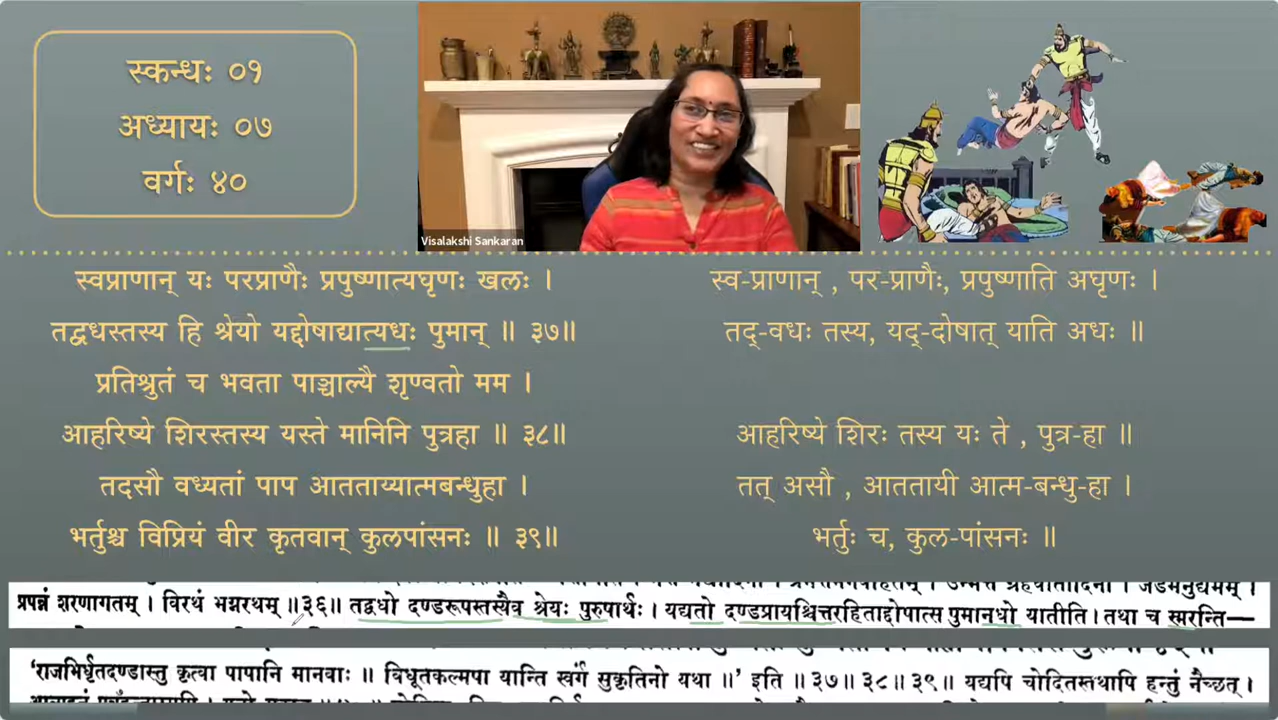 स्कन्धः ०१
अध्यायः ०७
वर्गः ४०
Visalakshi Sankaran
स्वप्राणान् यः परप्राणैः प्रपुष्णात्यघृणः खलः ।
तद्वधस्तस्य हि श्रेयो यद्दोषाद्यात्यधः पुमान् ॥ ३७॥
प्रतिश्रुतं च भवता पाञ्चाल्यै शृण्वतो मम ।
आहरिष्ये शिरस्तस्य यस्ते मानिनि पुत्रहा ॥ ३८॥
तदसौ वध्यतां पाप आतताय्यात्मबन्धुहा ।
भर्तुश्च विप्रियं वीर कृतवान् कुलपांसनः ॥ ३९॥
स्व-प्राणान् , पर-प्राणैः, प्रपुष्णाति अघृणः ।
तद्-वधः तस्य, यद्-दोषात् याति अधः ॥
आहरिष्ये शिरः तस्य यः ते , पुत्र-हा ॥
तत् असौ , आततायी आत्म-बन्धु-हा ।
भर्तुः च, कुल-पांसनः ॥
प्रपन्नं शरणागतम् । विरथं भग्नरथम् ॥३६॥ तद्वधो दण्डरूपस्तस्यैव श्रेयः पुरुषार्थः । यद्यतो दण्डप्रायश्चित्तरहिताद्दोषात्स पुमानधो यातीति । तथा च स्मरन्ति—
'राजभिर्धृतदण्डास्तु कृत्वा पापानि मानवाः ॥ विधूतकल्मषा यान्ति स्वर्गं सुकृतिनो यथा ॥' इति ॥ ३७ ॥ ३८ ॥ ३९ ॥ यद्यपि चोदितस्तथापि हन्तुं नैच्छत् ।